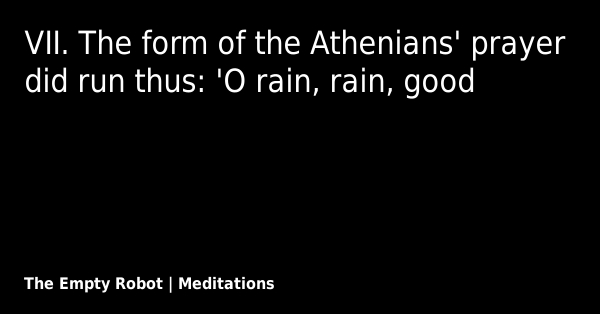 VII. The form of the Athenians' prayer
did run thus: 'O rain, rain, good
The Empty Robot | Meditations